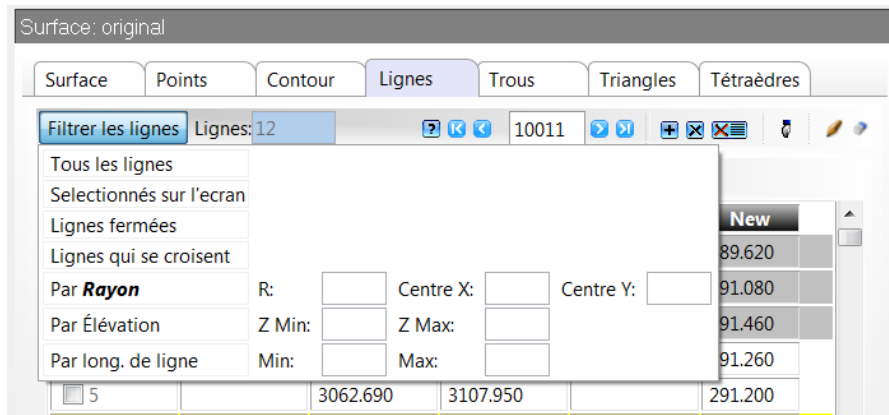 Surface: original
Surface Points Contour Lignes Trous Triangles Tétraèdres
Filtrer les lignes Lignes: 12 10011
Tous les lignes
Selectionnés sur l'ecran
Lignes fermées
Lignes qui se croisent
Par Rayon R: Centre X: Centre Y:
Par Élévation Z Min: Z Max:
Par long. de ligne Min: Max:
New
89.620
91.080
91.460
91.260
5 3062.690 3107.950 291.200